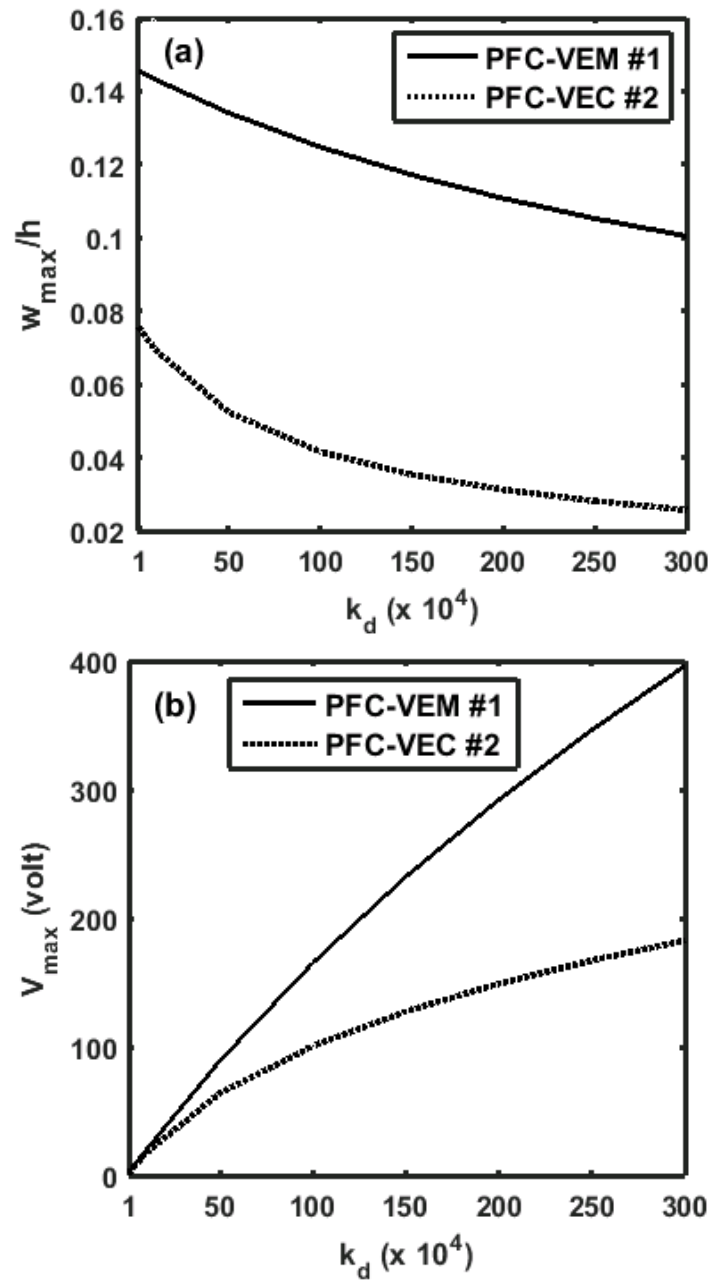 (a)
PFC-VEM #1
PFC-VEC #2
0.16
0.14
0.12
0.1
0.08
0.06
0.04
0.02
w_max/h
1 50 100 150 200 250 300
k_d (x 10^4)
(b)
PFC-VEM #1
PFC-VEC #2
400
300
200
100
0
V_max (volt)
1 50 100 150 200 250 300
k_d (x 10^4)